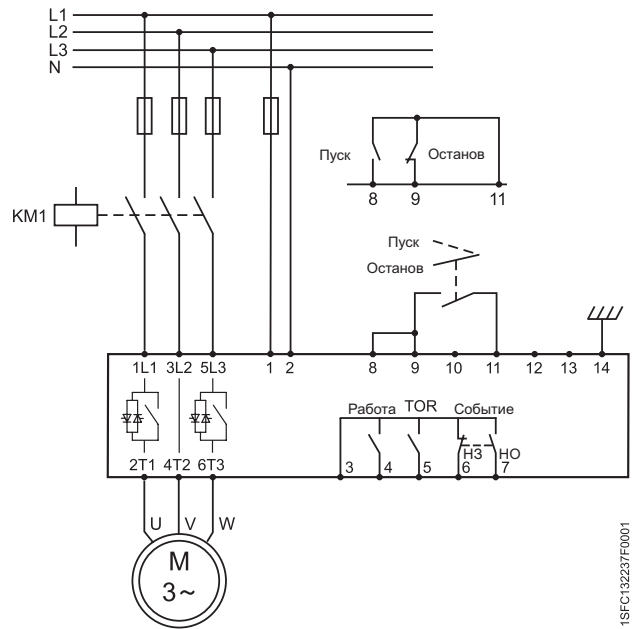 L1
L2
L3
N
Пуск
Останов
8 9 11
KM1
Пуск
Останов
1L1 3L2 5L3 1 2 8 9 10 11 12 13 14
Работа TOR Событие
НЗ НО
2T1 4T2 6T3 3 4 5 6 7
U V W
M
3~
1SFC132237F0001